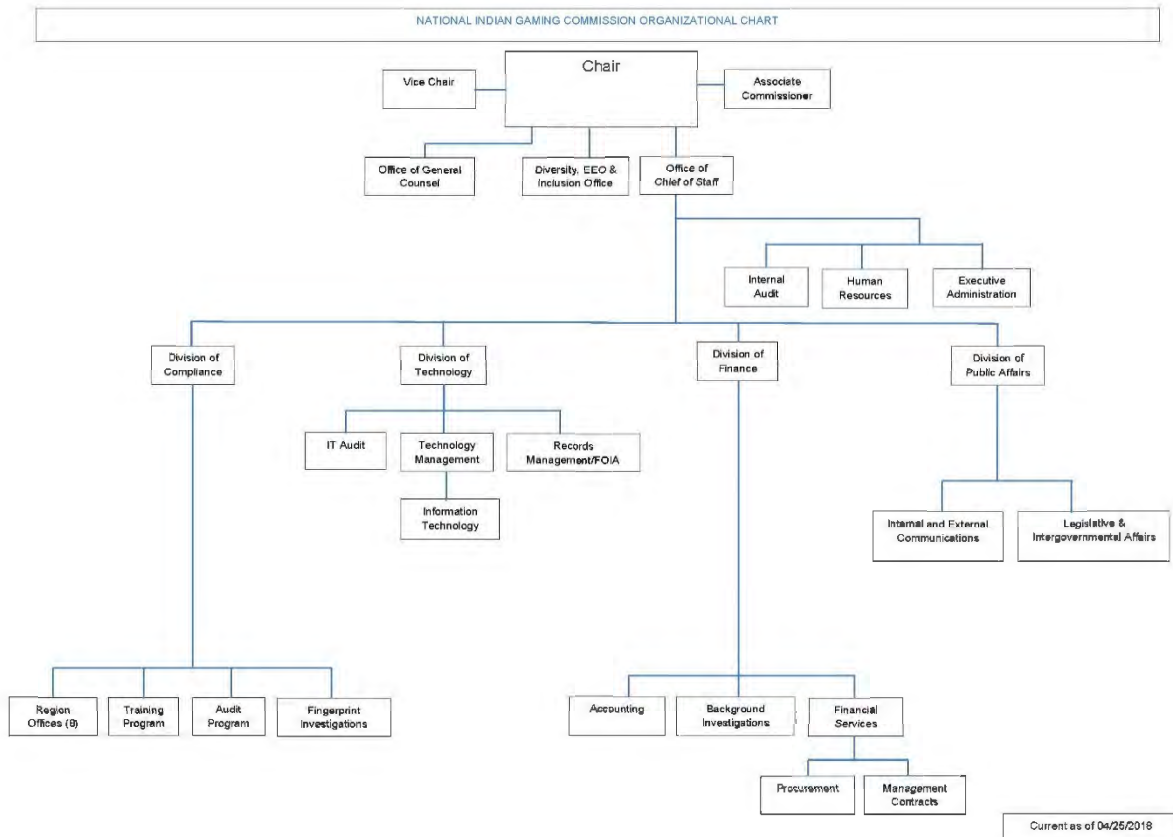 NATIONAL INDIAN GAMING COMMISSION ORGANIZATIONAL CHART
Chair
Vice Chair
Associate
Commissioner
Office of General
Counsel
Diversity, EEO &
Inclusion Office
Office of
Chief of Staff
Internal
Audit
Human
Resources
Executive
Administration
Division of
Compliance
Division of
Technology
Division of
Finance
Division of
Public Affairs
IT Audit
Technology
Management
Records
Management/FOIA
Information
Technology
Internal and External
Communications
Legislative &
Intergovernmental Affairs
Region
Offices (8)
Training
Program
Audit
Program
Fingerprint
Investigations
Accounting
Background
Investigations
Financial
Services
Procurement
Management
Contracts
Current as of 04/25/2018